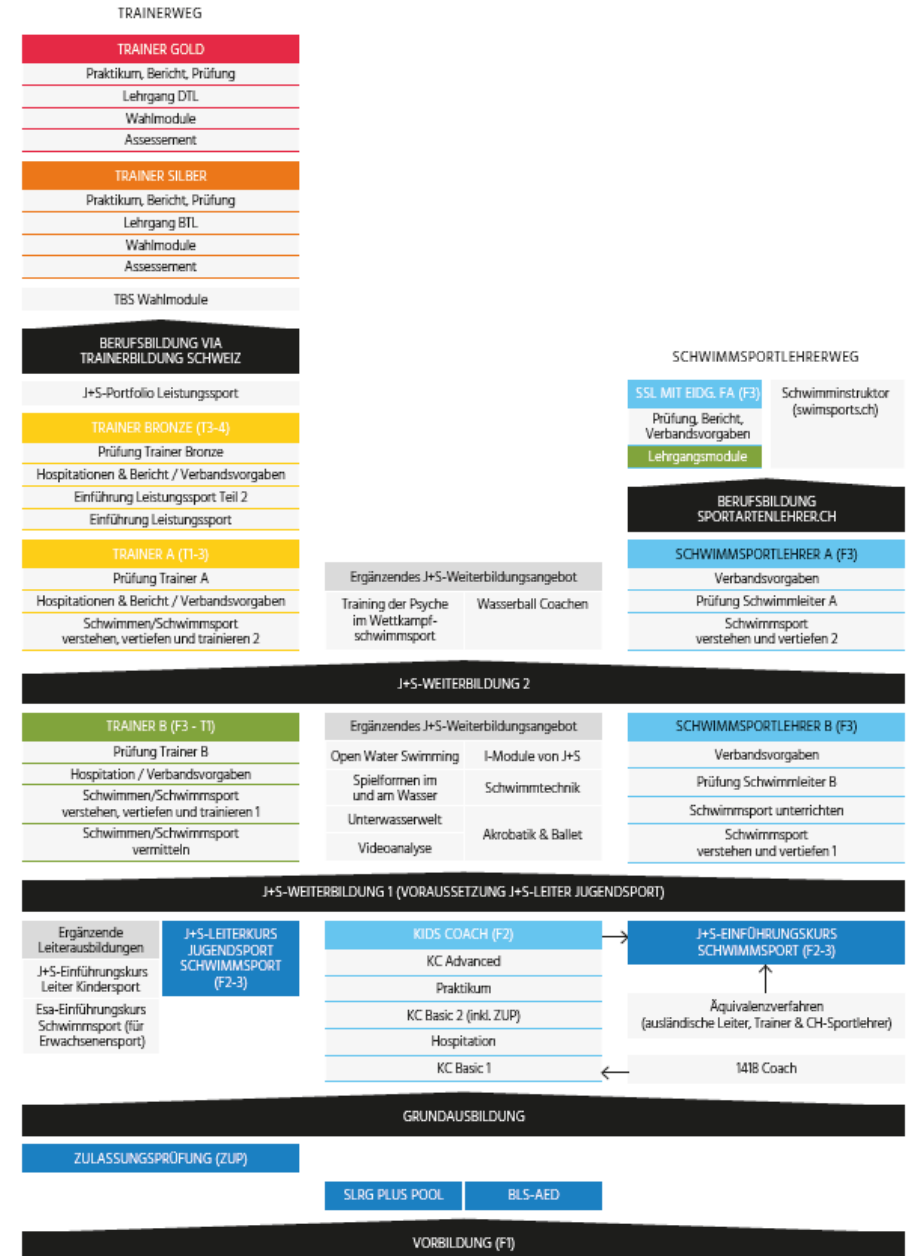 TRAINERWEG
TRAINER GOLD
Praktikum, Bericht, Prüfung
Lehrgang DTL
Wahlmodule
Assessement
TRAINER SILBER
Praktikum, Bericht, Prüfung
Lehrgang BTL
Wahlmodule
Assessement
TBS Wahlmodule
BERUFSBILDUNG VIA
TRAINERBILDUNG SCHWEIZ
J+S-Portfolio Leistungssport
TRAINER BRONZE (T3-4)
Prüfung Trainer Bronze
Hospitationen & Bericht / Verbandsvorgaben
Einführung Leistungssport Teil 2
Einführung Leistungssport
TRAINER A (T1-3)
Prüfung Trainer A
Hospitationen & Bericht / Verbandsvorgaben
Schwimmen/Schwimmsport
verstehen, vertiefen und trainieren 2
Ergänzendes J+S-Weiterbildungsangebot
Training der Psyche
im Wettkampf-
schwimmsport
Wasserball Coachen
SCHWIMMSPORTLEHRERWEG
SSL MIT EIDG. FA (F3)
Prüfung, Bericht,
Verbandsvorgaben
Lehrgangsmodule
Schwimminstruktor
(swimsports.ch)
BERUFSBILDUNG
SPORTARTENLEHRER.CH
SCHWIMMSPORTLEHRER A (F3)
Verbandsvorgaben
Prüfung Schwimmleiter A
Schwimmsport
verstehen und vertiefen 2
J+S-WEITERBILDUNG 2
TRAINER B (F3 - T1)
Prüfung Trainer B
Hospitation / Verbandsvorgaben
Schwimmen/Schwimmsport
verstehen, vertiefen und trainieren 1
Schwimmen/Schwimmsport
vermitteln
Ergänzendes J+S-Weiterbildungsangebot
Open Water Swimming
Spielformen im
und am Wasser
Unterwasserwelt
Videoanalyse
I-Module von J+S
Schwimmtechnik
Akrobatik & Ballet
SCHWIMMSPORTLEHRER B (F3)
Verbandsvorgaben
Prüfung Schwimmleiter B
Schwimmsport unterrichten
Schwimmsport
verstehen und vertiefen 1
J+S-WEITERBILDUNG 1 (VORAUSSETZUNG J+S-LEITER JUGENDSPORT)
Ergänzende
Leiterausbildungen
J+S-Einführungskurs
Leiter Kindersport
Esa-Einführungskurs
Schwimmsport (für
Erwachsenensport)
J+S-LEITERKURS
JUGENDSPORT
SCHWIMMSPORT
(F2-3)
KIDS COACH (F2)
KC Advanced
Praktikum
KC Basic 2 (inkl. ZUP)
Hospitation
KC Basic 1
J+S-EINFÜHRUNGSKURS
SCHWIMMSPORT (F2-3)
Äquivalenzverfahren
(ausländische Leiter, Trainer & CH-Sportlehrer)
1418 Coach
GRUNDAUSBILDUNG
ZULASSUNGSPRÜFUNG (ZUP)
SLRG PLUS POOL
BLS-AED
VORBILDUNG (F1)